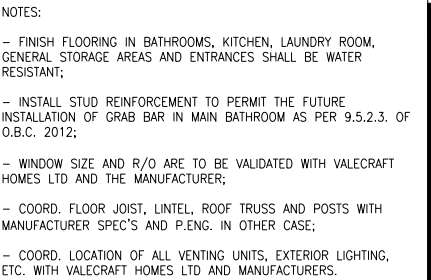 NOTES:
– FINISH FLOORING IN BATHROOMS, KITCHEN, LAUNDRY ROOM,
GENERAL STORAGE AREAS AND ENTRANCES SHALL BE WATER
RESISTANT;
– INSTALL STUD REINFORCEMENT TO PERMIT THE FUTURE
INSTALLATION OF GRAB BAR IN MAIN BATHROOM AS PER 9.5.2.3. OF
O.B.C. 2012;
– WINDOW SIZE AND R/O ARE TO BE VALIDATED WITH VALECRAFT
HOMES LTD AND THE MANUFACTURER;
– COORD. FLOOR JOIST, LINTEL, ROOF TRUSS AND POSTS WITH
MANUFACTURER SPEC'S AND P.ENG. IN OTHER CASE;
– COORD. LOCATION OF ALL VENTING UNITS, EXTERIOR LIGHTING,
ETC. WITH VALECRAFT HOMES LTD AND MANUFACTURERS.